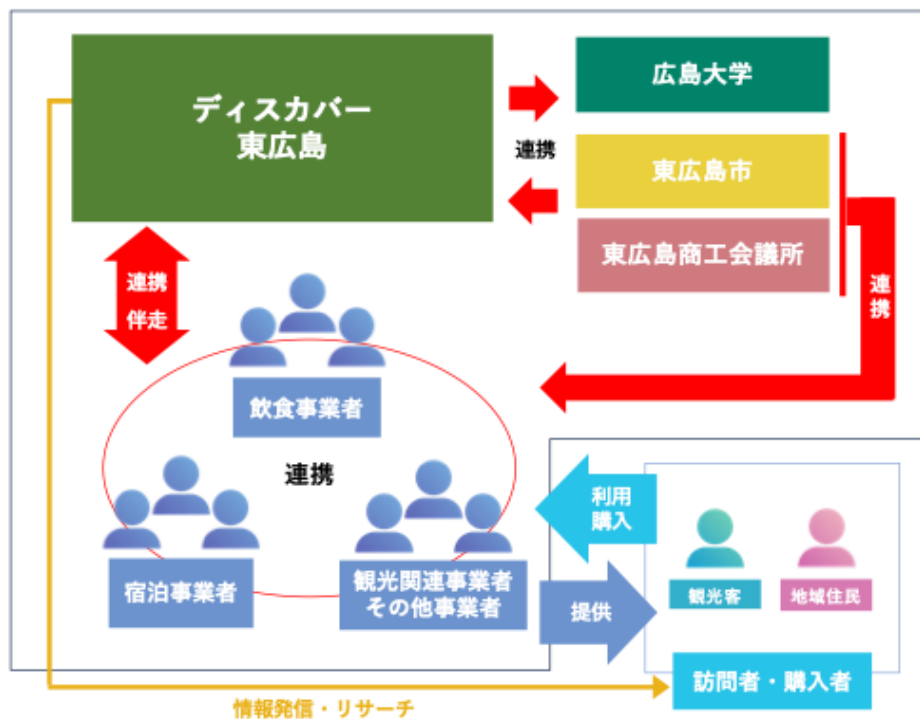 ディスカバー
東広島
広島大学
連携
東広島市
東広島商工会議所
連携
連携
伴走
飲食事業者
連携
宿泊事業者
観光関連事業者
その他事業者
利用
購入
提供
観光客
地域住民
訪問者・購入者
情報発信・リサーチ